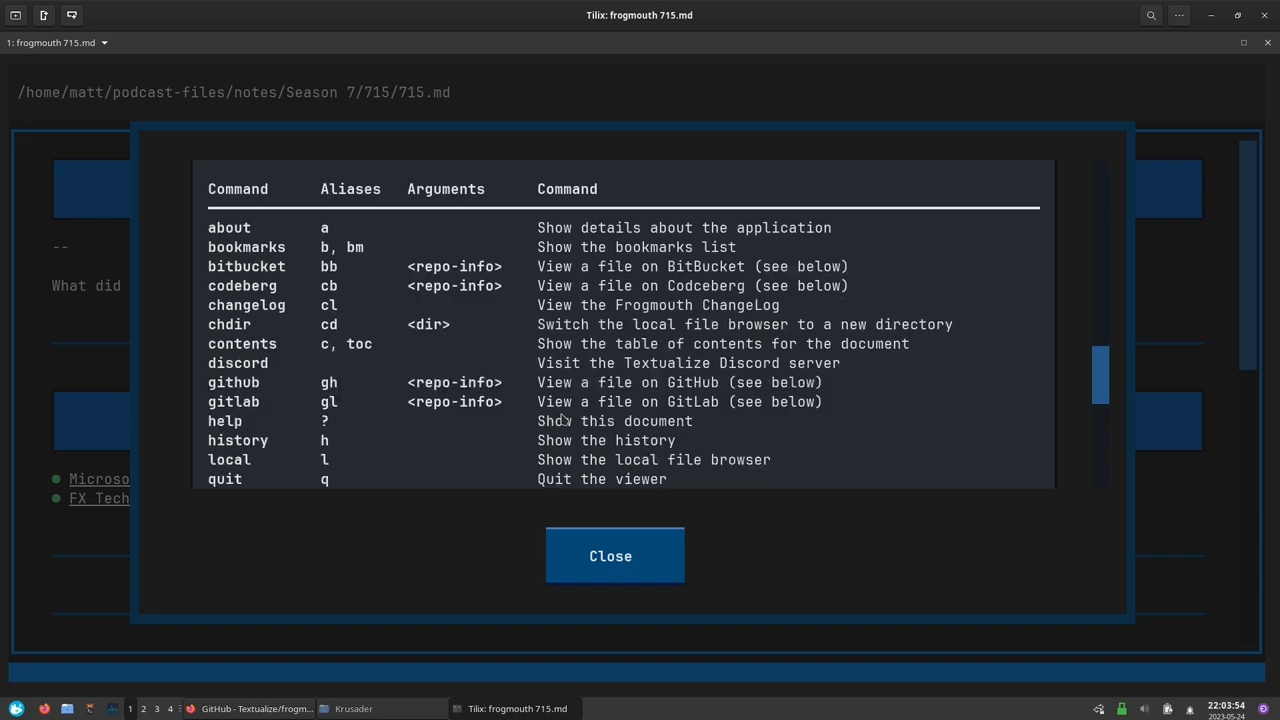 Tilix: frogmouth 715.md
1: frogmouth 715.md
/home/matt/podcast-files/notes/Season 7/715/715.md
Command Aliases Arguments Command
about a Show details about the application
bookmarks b, bm Show the bookmarks list
bitbucket bb <repo-info> View a file on BitBucket (see below)
codeberg cb <repo-info> View a file on Codceberg (see below)
changelog cl View the Frogmouth ChangeLog
chdir cd <dir> Switch the local file browser to a new directory
contents c, toc Show the table of contents for the document
discord Visit the Textualize Discord server
github gh <repo-info> View a file on GitHub (see below)
gitlab gl <repo-info> View a file on GitLab (see below)
help ? Show this document
history h Show the history
local l Show the local file browser
quit q Quit the viewer
--
What did
Microso
FX Tech
Close
1 2 3 4 GitHub - Textualize/frogm... Krusader Tilix: frogmouth 715.md 22:03:54
2023-05-24